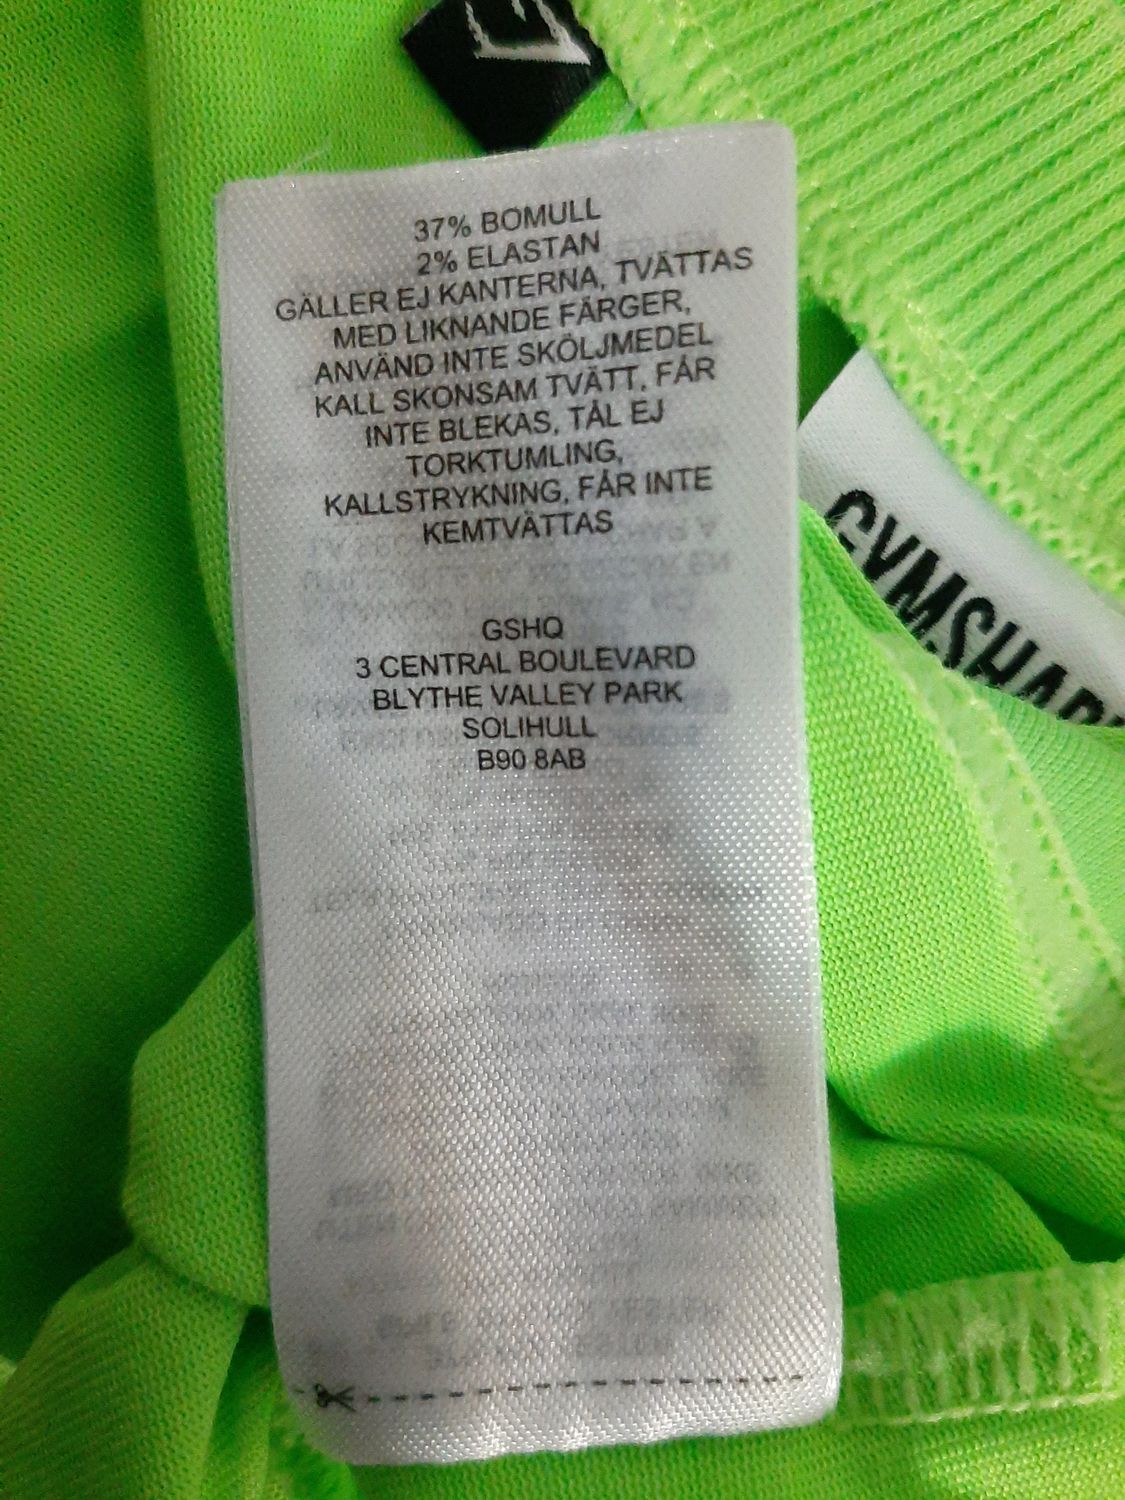 37% BOMULL
2% ELASTAN
GÄLLER EJ KANTERNA, TVÄTTAS
MED LIKNANDE FÄRGER,
ANVÄND INTE SKÖLJMEDEL
KALL SKONSAM TVÄTT, FÅR
INTE BLEKAS, TÅL EJ
TORKTUMLING,
KALLSTRYKNING, FÅR INTE
KEMTVÄTTAS
GSHQ
3 CENTRAL BOULEVARD
BLYTHE VALLEY PARK
SOLIHULL
B90 8AB
GYMSHAR